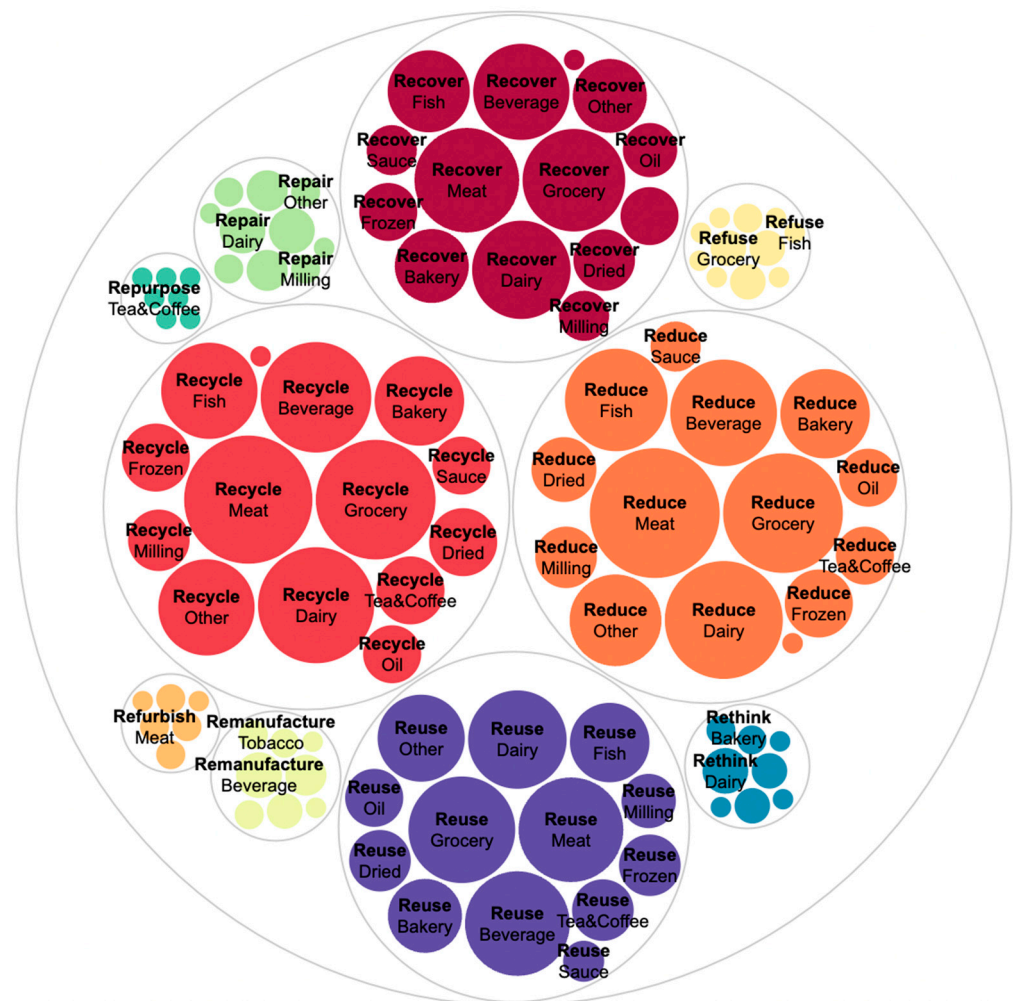 Recover
Fish
Recover
Beverage
Recover
Other
Recover
Sauce
Recover
Meat
Recover
Grocery
Recover
Oil
Recover
Frozen
Recover
Bakery
Recover
Dairy
Recover
Dried
Recover
Milling
Repair
Other
Repair
Dairy
Repair
Milling
Refuse
Fish
Refuse
Grocery
Repurpose
Tea&Coffee
Recycle
Fish
Recycle
Beverage
Recycle
Bakery
Recycle
Frozen
Recycle
Sauce
Recycle
Meat
Recycle
Grocery
Recycle
Milling
Recycle
Dried
Recycle
Other
Recycle
Dairy
Recycle
Tea&Coffee
Recycle
Oil
Reduce
Sauce
Reduce
Fish
Reduce
Beverage
Reduce
Bakery
Reduce
Dried
Reduce
Oil
Reduce
Meat
Reduce
Grocery
Reduce
Milling
Reduce
Tea&Coffee
Reduce
Frozen
Reduce
Other
Reduce
Dairy
Refurbish
Meat
Remanufacture
Tobacco
Remanufacture
Beverage
Reuse
Other
Reuse
Dairy
Reuse
Fish
Reuse
Oil
Reuse
Milling
Reuse
Grocery
Reuse
Meat
Reuse
Dried
Reuse
Frozen
Reuse
Bakery
Reuse
Beverage
Reuse
Tea&Coffee
Reuse
Sauce
Rethink
Bakery
Rethink
Dairy